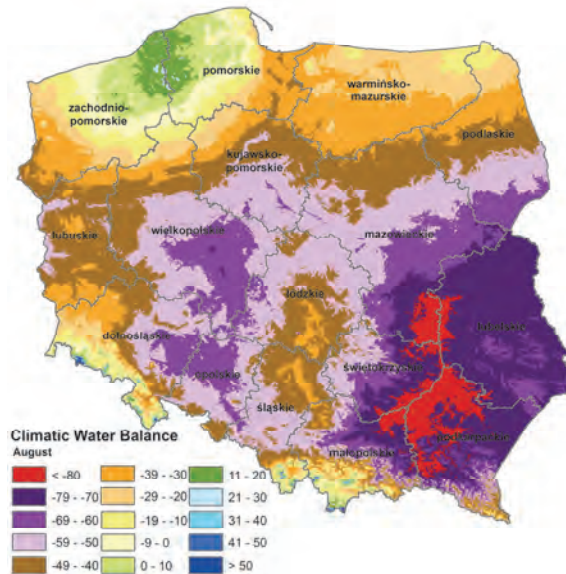 pomorskie
warmińsko-
mazurskie
zachodnio-
pomorskie
podlaskie
kujawsko-
pomorskie
lubuskie
wielkopolskie
mazowieckie
łódzkie
lubelskie
dolnośląskie
opolskie
świętokrzyskie
śląskie
małopolskie
podkarpackie
Climatic Water Balance
August
< -80
-39 - -30
11 - 20
-79 - -70
-29 - -20
21 - 30
-69 - -60
-19 - -10
31 - 40
-59 - -50
-9 - 0
41 - 50
-49 - -40
0 - 10
> 50